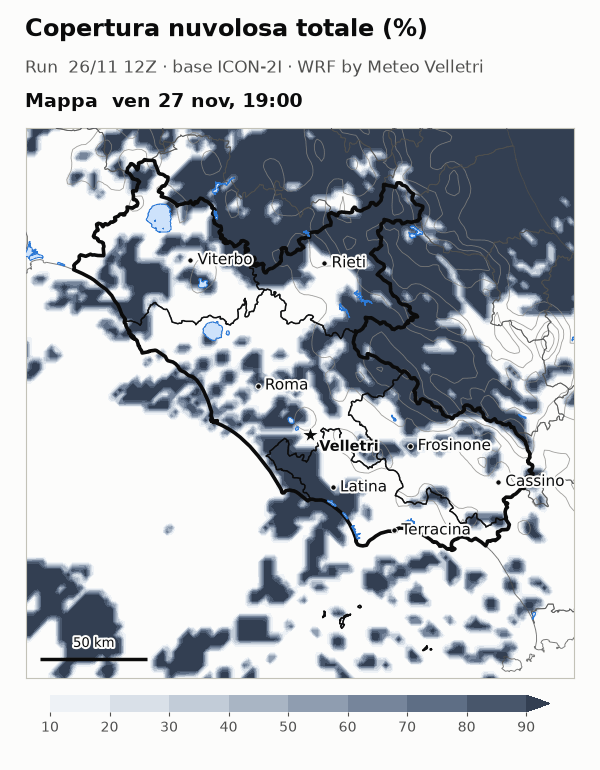 Copertura nuvolosa totale (%)
Run  26/11 12Z · base ICON-2I · WRF by Meteo Velletri
Mappa  ven 27 nov, 19:00
Viterbo
Rieti
Roma
Velletri
Frosinone
Latina
Cassino
Terracina
50 km
10 20 30 40 50 60 70 80 90